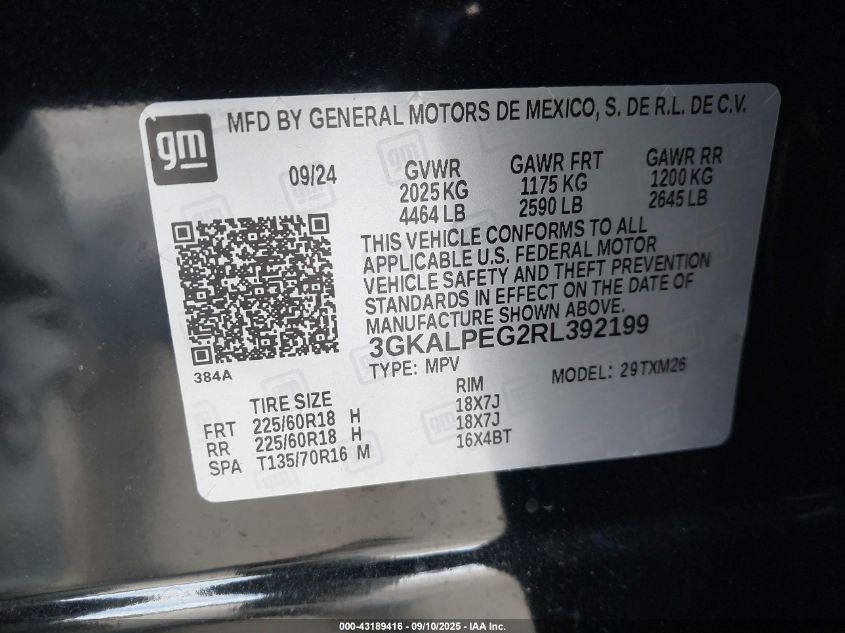 gm
MFD BY GENERAL MOTORS DE MEXICO, S. DE R.L. DE C.V.
09/24
GVWR
2025 KG
4464 LB
GAWR FRT
1175 KG
2590 LB
GAWR RR
1200 KG
2645 LB
THIS VEHICLE CONFORMS TO ALL
APPLICABLE U.S. FEDERAL MOTOR
VEHICLE SAFETY AND THEFT PREVENTION
STANDARDS IN EFFECT ON THE DATE OF
MANUFACTURE SHOWN ABOVE.
3GKALPEG2RL392199
384A
TYPE: MPV
MODEL: 29TXM26
TIRE SIZE RIM
FRT 225/60R18 H 18X7J
RR 225/60R18 H 18X7J
SPA T135/70R16 M 16X4BT
000-43189416 - 09/10/2025 - IAA Inc.